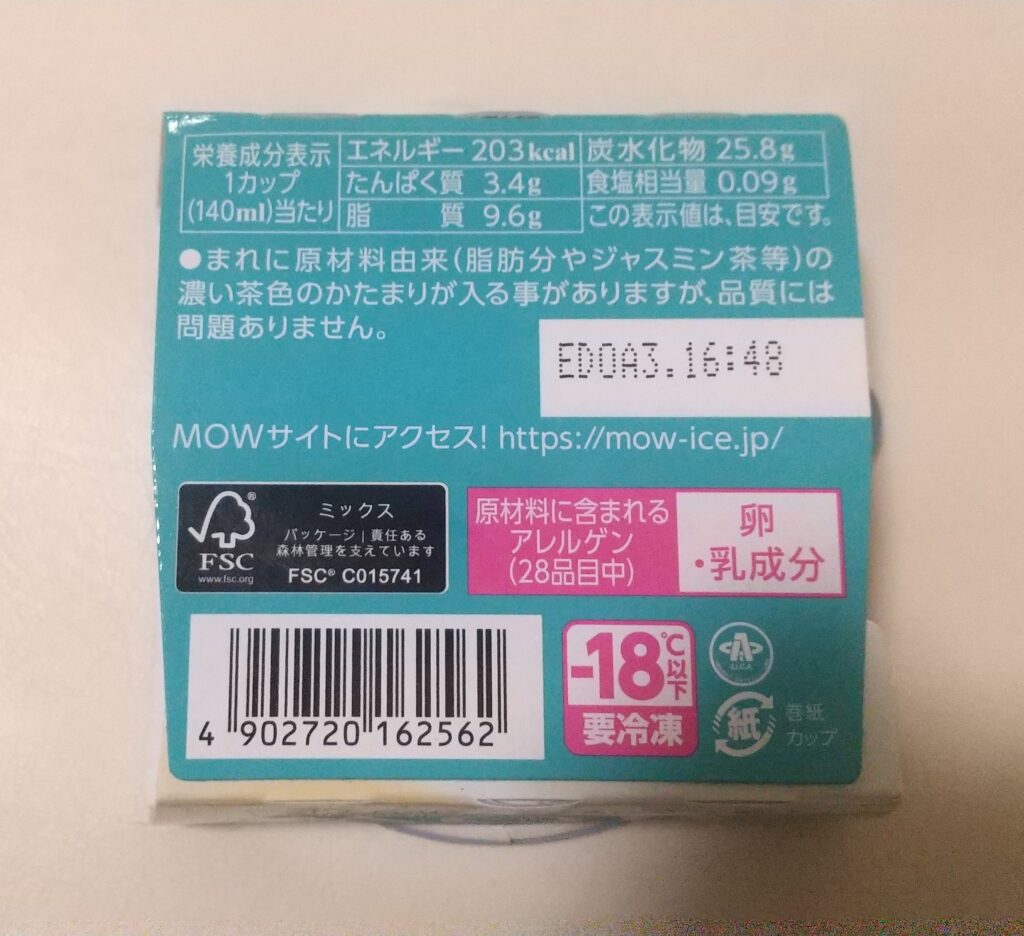 栄養成分表示
1カップ
(140ml)当たり
エネルギー 203kcal
たんぱく質 3.4g
脂 質 9.6g
炭水化物 25.8g
食塩相当量 0.09g
この表示値は、目安です。
●まれに原材料由来(脂肪分やジャスミン茶等)の
濃い茶色のかたまりが入る事がありますが、品質には
問題ありません。
EDOA3.16:48
MOWサイトにアクセス! https://mow-ice.jp/
FSC®
www.fsc.org
ミックス
パッケージ|責任ある
森林管理を支えています
FSC® C015741
原材料に含まれる
アレルゲン
(28品目中)
卵
・乳成分
4 902720 162562
-18℃以下
要冷凍
紙
巻紙
カップ